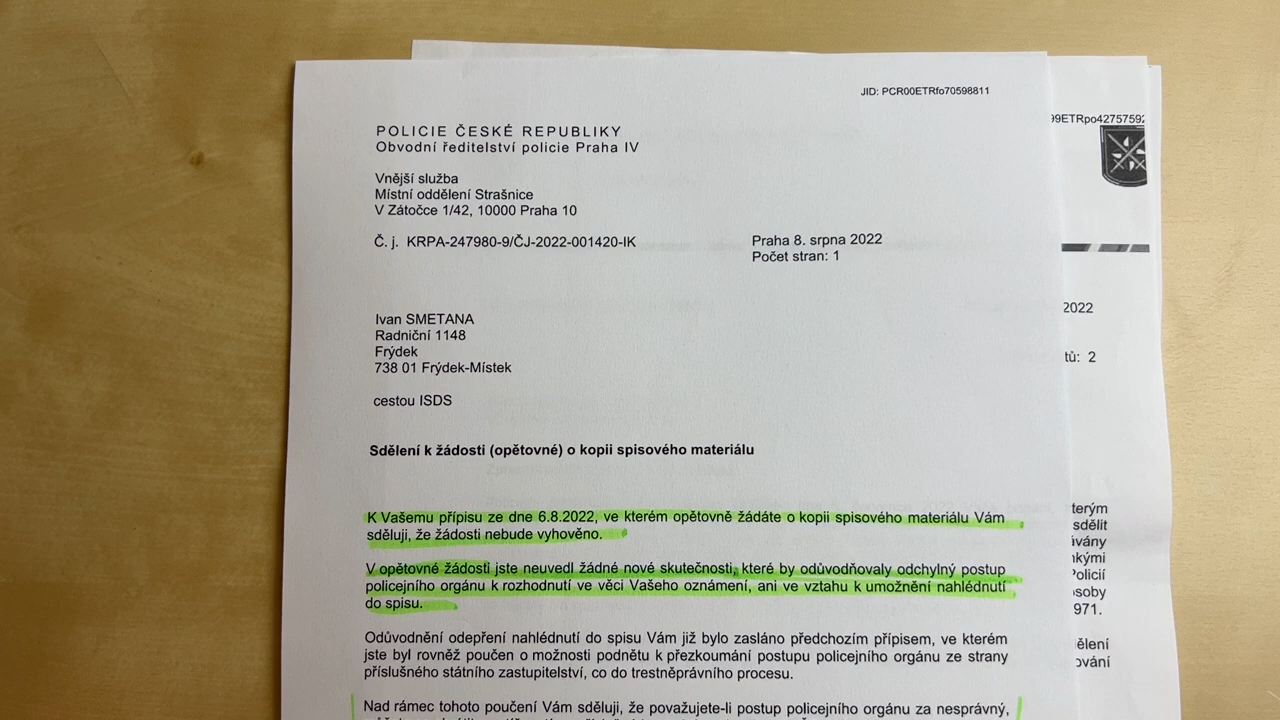 JID: PCR00ETRfo70598811
99ETRpo42757592
POLICIE ČESKÉ REPUBLIKY
Obvodní ředitelství policie Praha IV
Vnější služba
Místní oddělení Strašnice
V Zátočce 1/42, 10000 Praha 10
Č. j. KRPA-247980-9/ČJ-2022-001420-IK
Praha 8. srpna 2022
Počet stran: 1
Ivan SMETANA
Radniční 1148
Frýdek
738 01 Frýdek-Místek
cestou ISDS
2022
tů: 2
Sdělení k žádosti (opětovné) o kopii spisového materiálu
K Vašemu přípisu ze dne 6.8.2022, ve kterém opětovně žádáte o kopii spisového materiálu Vám
sděluji, že žádosti nebude vyhověno.
V opětovné žádosti jste neuvedl žádné nové skutečnosti, které by odůvodňovaly odchylný postup
policejního orgánu k rozhodnutí ve věci Vašeho oznámení, ani ve vztahu k umožnění nahlédnutí
do spisu.
Odůvodnění odepření nahlédnutí do spisu Vám již bylo zasláno předchozím přípisem, ve kterém
jste byl rovněž poučen o možnosti podnětu k přezkoumání postupu policejního orgánu ze strany
příslušného státního zastupitelství, co do trestněprávního procesu.
Nad rámec tohoto poučení Vám sděluji, že považujete-li postup policejního orgánu za nesprávný,
terým
sdělit
ávány
nkými
Policií
osoby
971.
ělení
ování